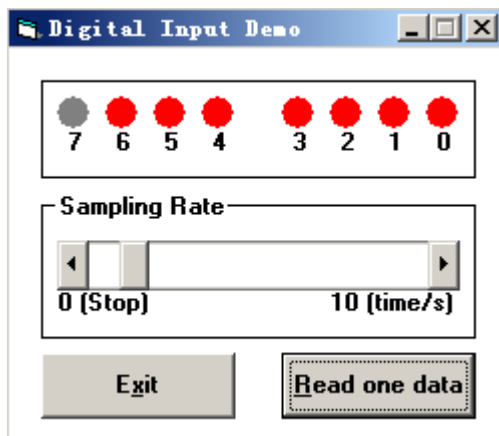 Digital Input Demo
7 6 5 4 3 2 1 0
Sampling Rate
0 (Stop) 10 (time/s)
Exit Read one data